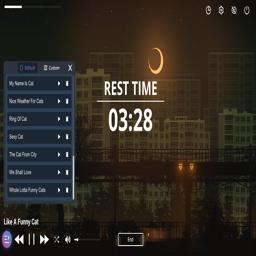 Default
Custom
X
My Name Is Cat
Nice Weather For Cats
Ring Of Cat
Sexy Cat
The Cat From City
We Shall Love
Whole Lotta Funny Cats
REST TIME
03:28
Like A Funny Cat
End